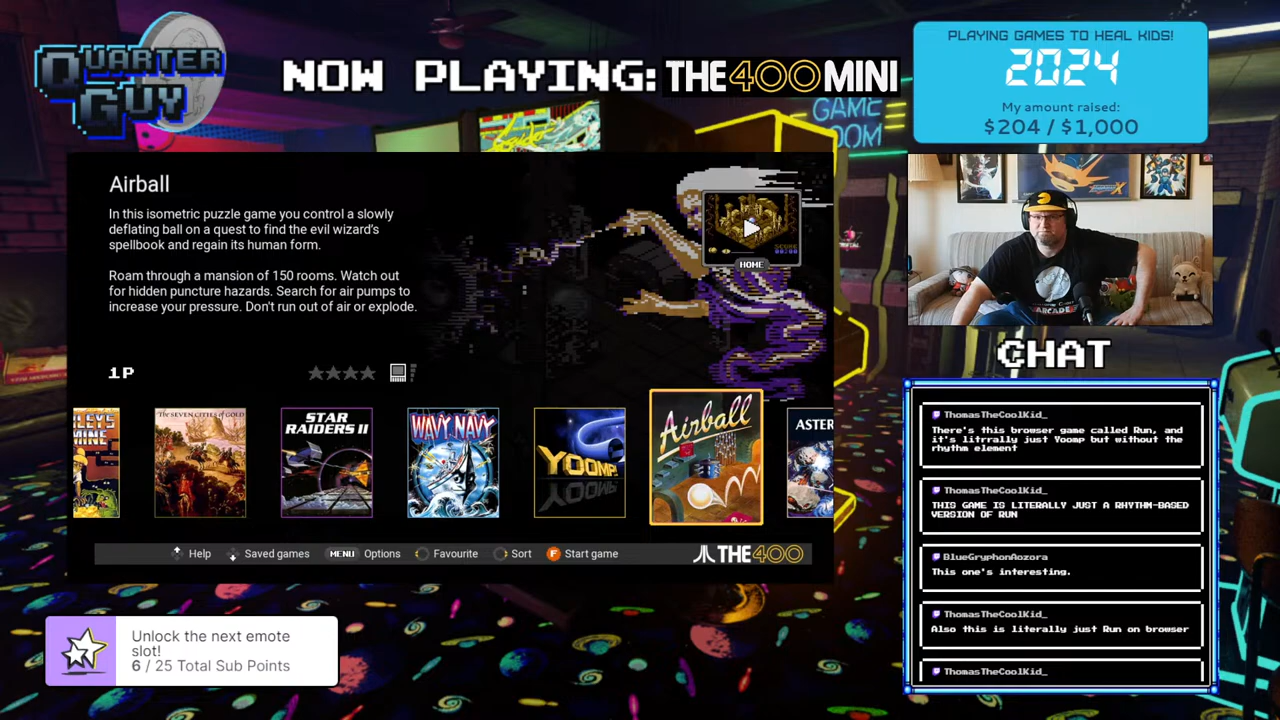 QUARTER
GUY
NOW PLAYING: THE400MINI
PLAYING GAMES TO HEAL KIDS!
2024
My amount raised:
$204 / $1,000
GAME
ROOM
Airball
In this isometric puzzle game you control a slowly
deflating ball on a quest to find the evil wizard's
spellbook and regain its human form.
Roam through a mansion of 150 rooms. Watch out
for hidden puncture hazards. Search for air pumps to
increase your pressure. Don't run out of air or explode.
HOME
1P
THE SEVEN CITIES OF GOLD
STAR
RAIDERS II
WAVY NAVY
YOOMP!
Airball
ASTER
Help
Saved games
MENU Options
Favourite
Sort
F Start game
THE400
CHAT
ThomasTheCoolKid_
There's this browser game called Run, and
it's litrrally just Yoomp but without the
rhythm element
ThomasTheCoolKid_
THIS GAME IS LITERALLY JUST A RHYTHM-BASED
VERSION OF RUN
BlueGryphonAozora
This one's interesting.
ThomasTheCoolKid_
Also this is literally just Run on browser
ThomasTheCoolKid_
Unlock the next emote
slot!
6 / 25 Total Sub Points